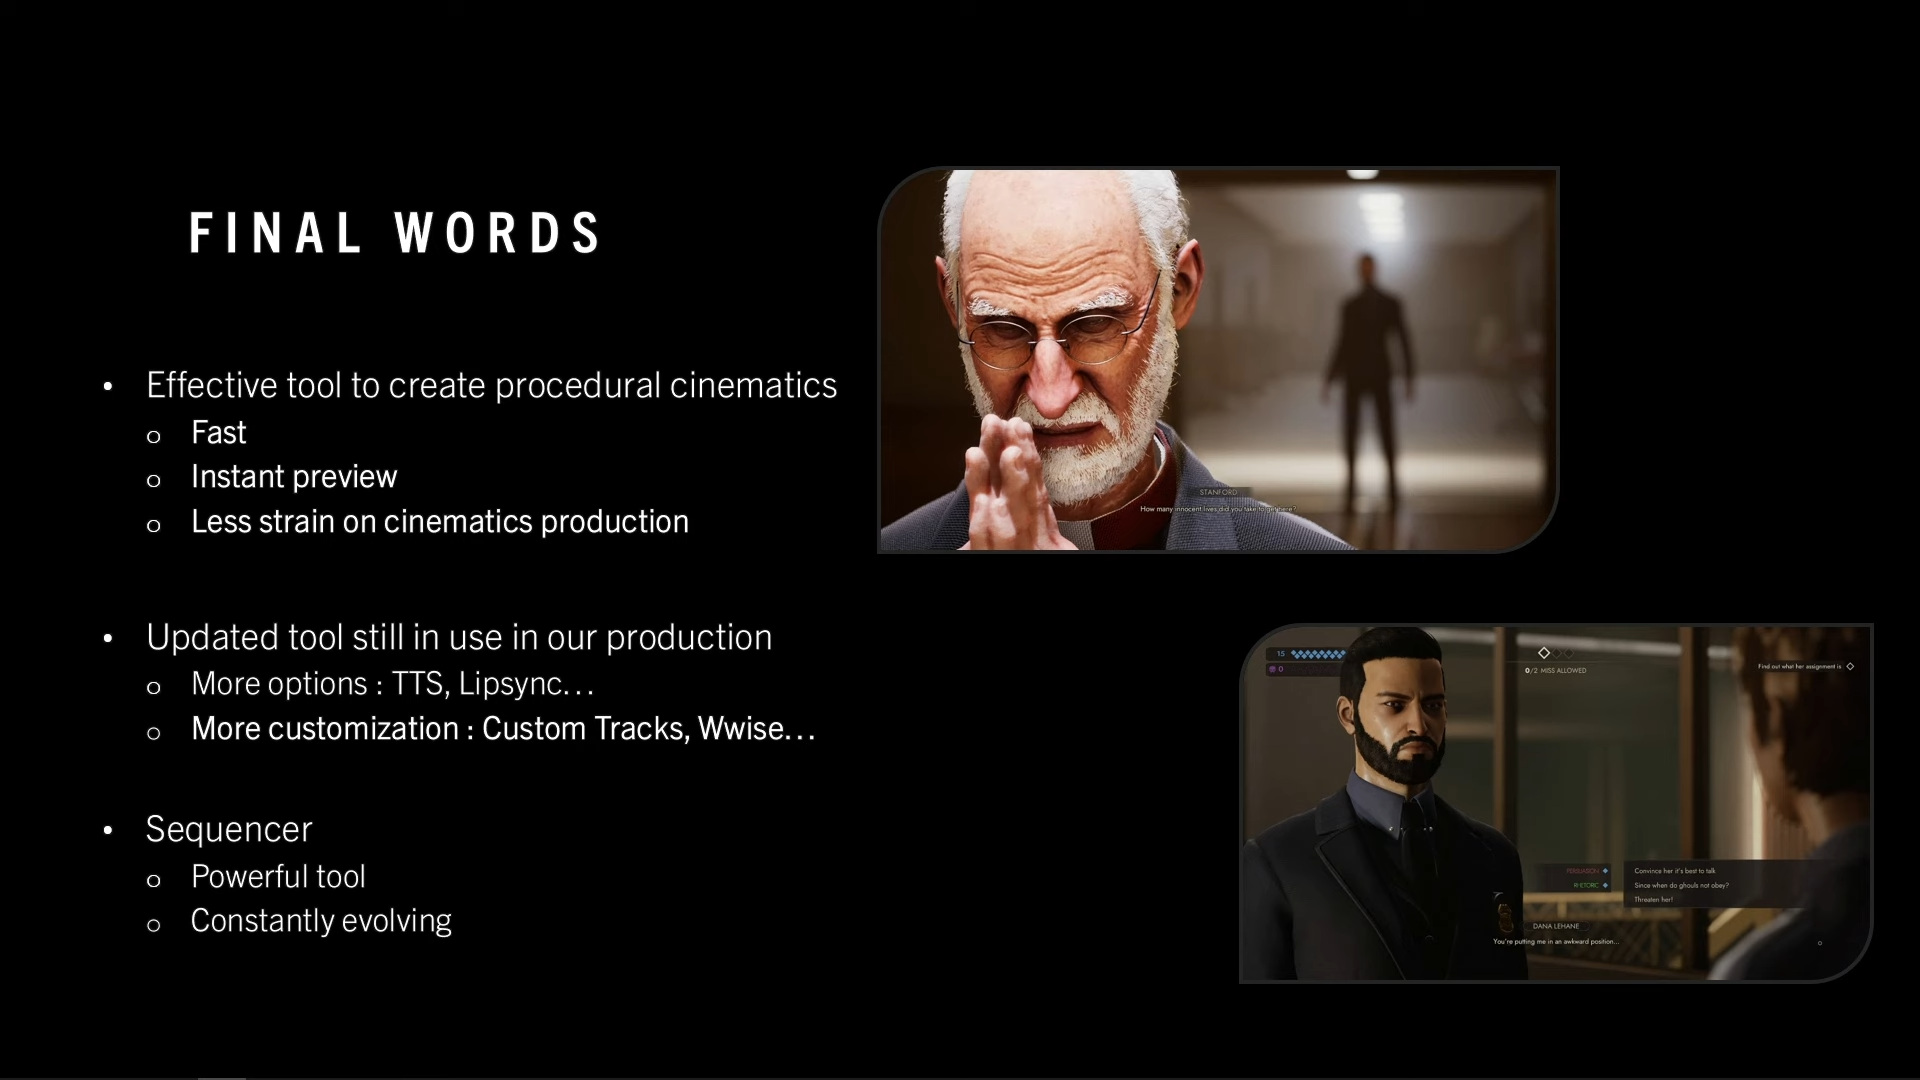 FINAL WORDS
• Effective tool to create procedural cinematics
o Fast
o Instant preview
o Less strain on cinematics production
• Updated tool still in use in our production
o More options : TTS, Lipsync...
o More customization : Custom Tracks, Wwise...
• Sequencer
o Powerful tool
o Constantly evolving
STANFORD
How many innocent lives did you take to get here?
15
0
0/2 MISS ALLOWED
Find out what her assignment is
PERSUASION
RHETORIC
Convince her it's best to talk
Since when do ghouls not obey?
Threaten her!
DANA LEHANE
You're putting me in an awkward position...